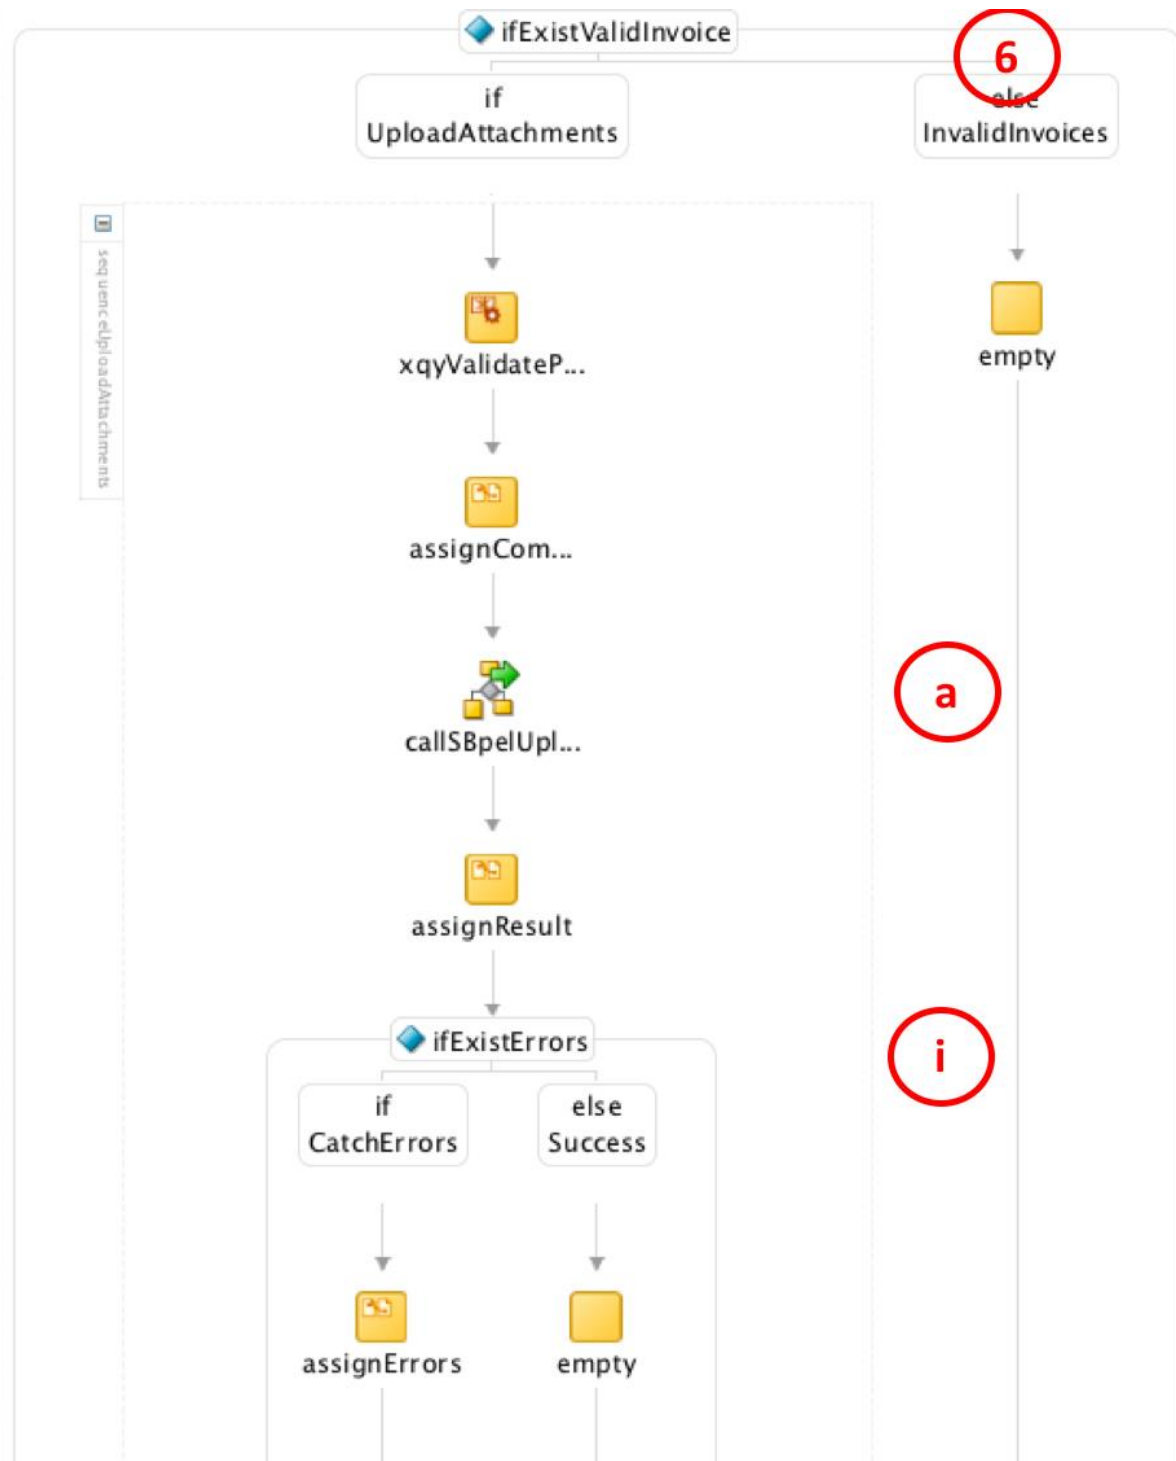 ifExistValidInvoice
6
if
UploadAttachments
else
InvalidInvoices
sequenceUploadAttachments
xqyValidateP...
empty
assignCom...
a
callSBpelUpl...
assignResult
i
ifExistErrors
if
CatchErrors
else
Success
assignErrors
empty